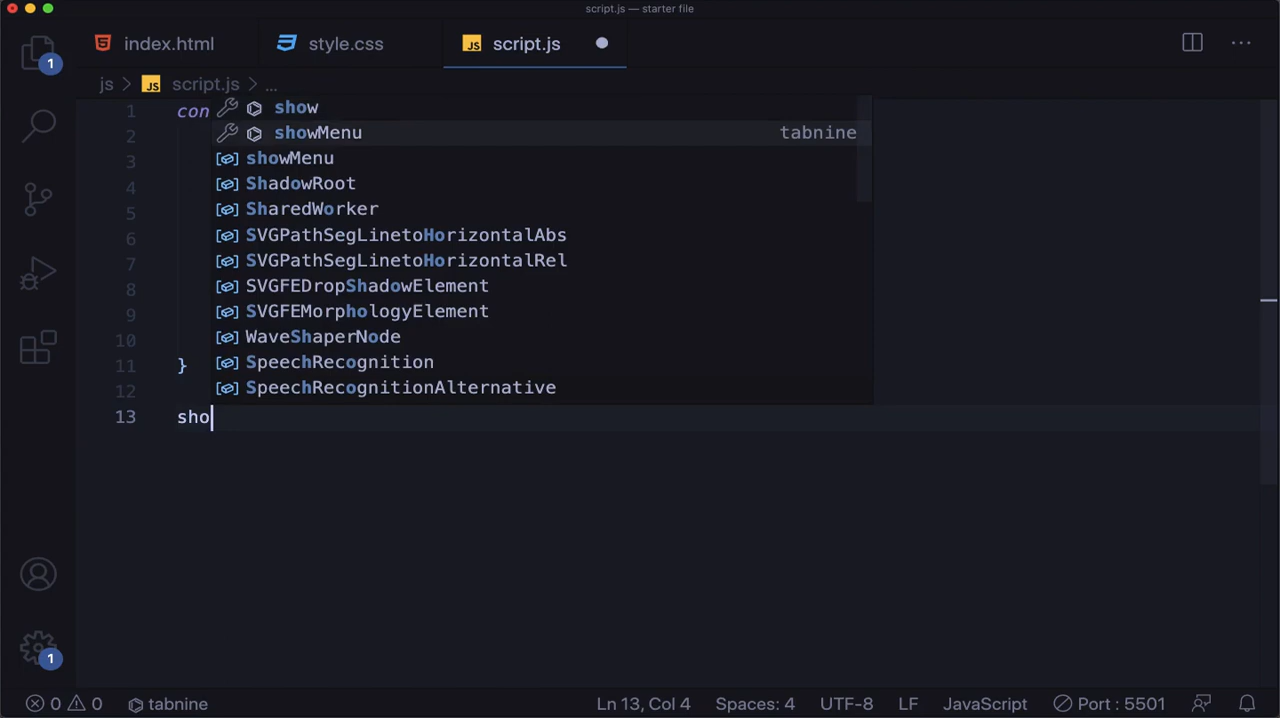 script.js — starter file
1
index.html
style.css
JS script.js
...
js > JS script.js > ...
1 con
2
3
4
5
6
7
8
9
10
11 }
12
13 sho
show
showMenu tabnine
showMenu
ShadowRoot
SharedWorker
SVGPathSegLinetoHorizontalAbs
SVGPathSegLinetoHorizontalRel
SVGFEDropShadowElement
SVGFEMorphologyElement
WaveShaperNode
SpeechRecognition
SpeechRecognitionAlternative
1
0 0 tabnine Ln 13, Col 4 Spaces: 4 UTF-8 LF JavaScript Port : 5501